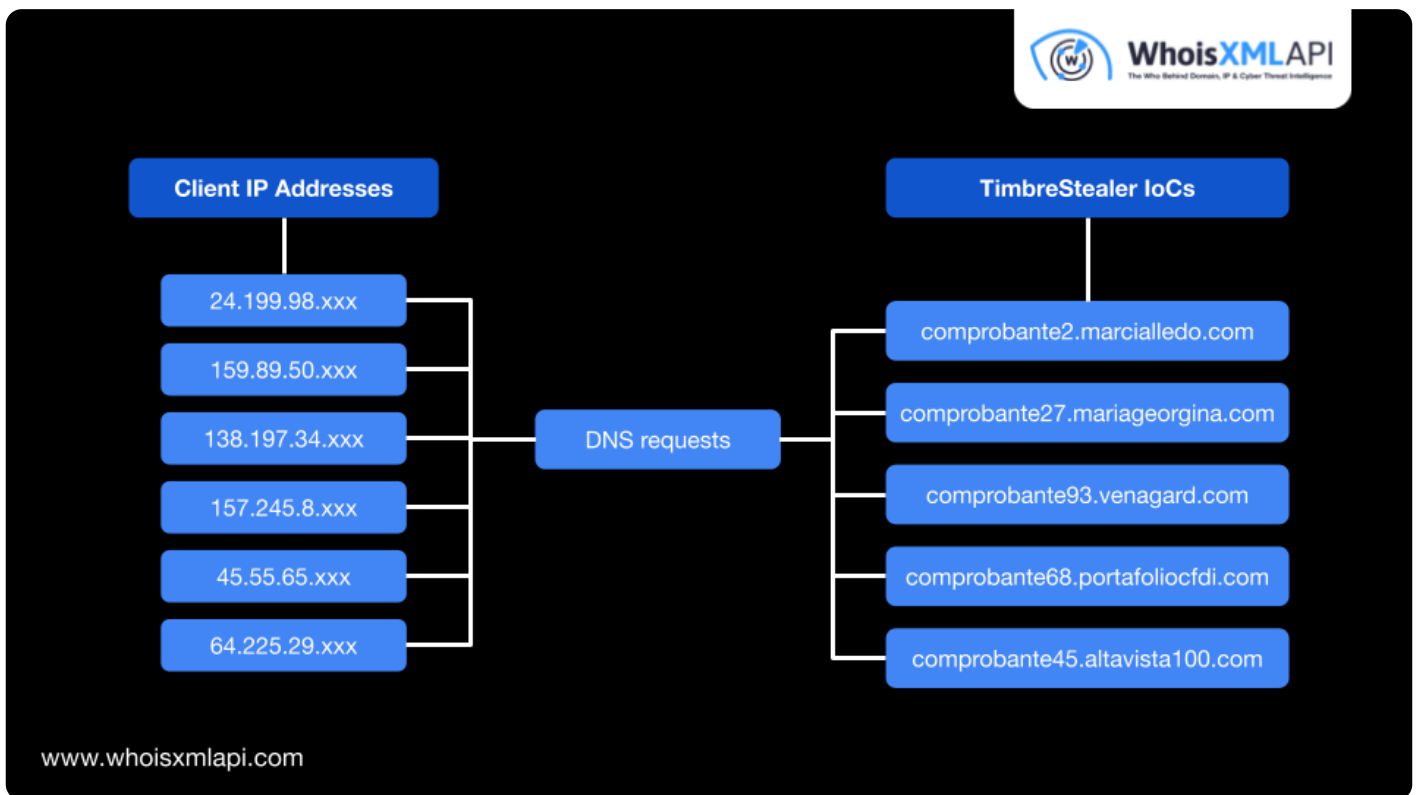 WhoisXMLAPI
The Who Behind Domain, IP & Cyber Threat Intelligence
Client IP Addresses
24.199.98.xxx
159.89.50.xxx
138.197.34.xxx
157.245.8.xxx
45.55.65.xxx
64.225.29.xxx
DNS requests
TimbreStealer IoCs
comprobante2.marcialledo.com
comprobante27.mariageorgina.com
comprobante93.venagard.com
comprobante68.portafoliocfdi.com
comprobante45.altavista100.com
www.whoisxmlapi.com